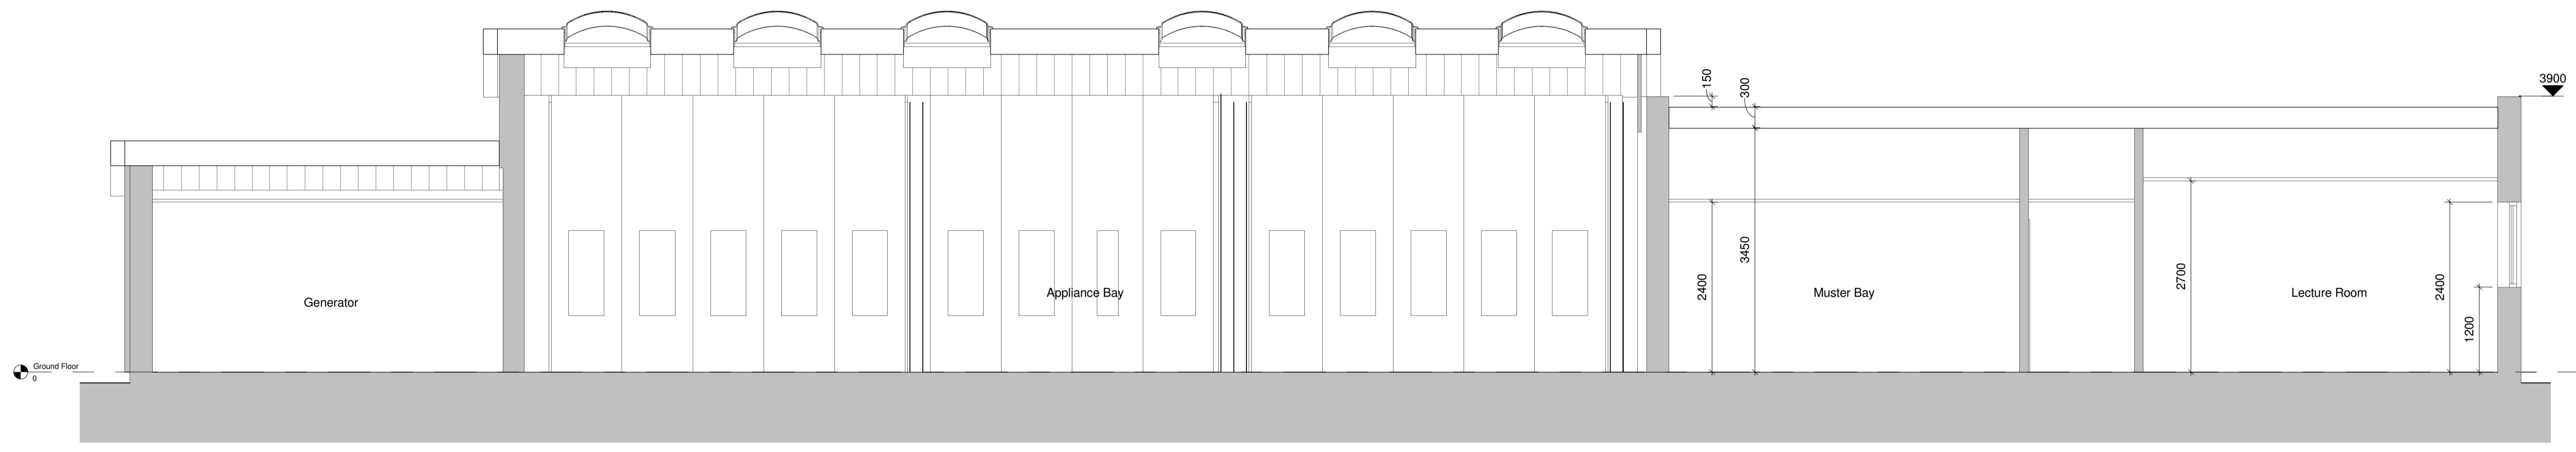 150
300
3900
3450
2400
2700
2400
1200
Generator
Appliance Bay
Muster Bay
Lecture Room
Ground Floor
0